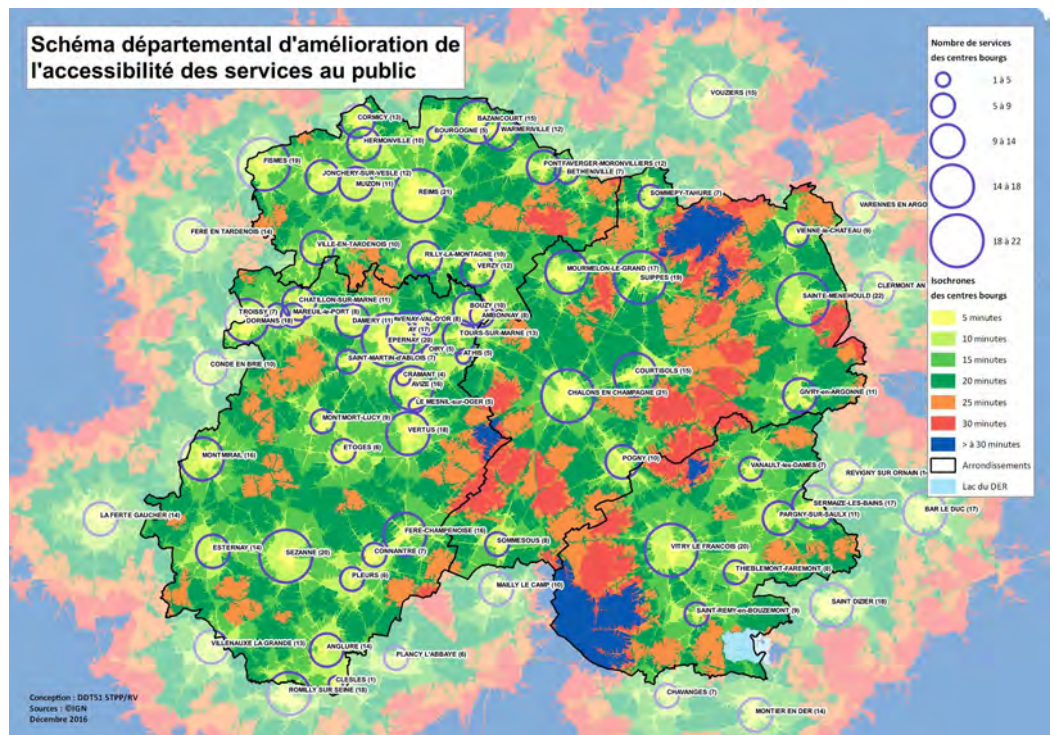 Schéma départemental d'amélioration de
l'accessibilité des services au public
Nombre de services
des centres bourgs
1 à 5
5 à 9
9 à 14
14 à 18
18 à 22
Isochrones
des centres bourgs
5 minutes
10 minutes
15 minutes
20 minutes
25 minutes
30 minutes
> à 30 minutes
Arrondissements
Lac du DER
VOUZIERS (15)
CORMICY (13)
BAZANCOURT (15)
BOURGOGNE (5)
WARMERIVILLE (12)
HERMONVILLE (10)
FISMES (19)
PONTFAVERGER-MORONVILLIERS (12)
BETHENVILLE (7)
JONCHERY-SUR-VESLE (12)
MUIZON (11)
REIMS (21)
SOMMEPY-TAHURE (7)
VARENNES EN ARGO
FERE EN TARDENOIS (14)
VIENNE-le-CHATEAU (9)
VILLE-EN-TARDENOIS (10)
RILLY-LA-MONTAGNE (10)
VERZY (12)
MOURMELON-LE-GRAND (17)
SUIPPES (19)
CLERMONT AN
SAINTE-MENEHOULD (22)
CHATILLON-SUR-MARNE (11)
TROISSY (7)
MAREUIL-le-PORT (8)
DORMANS (18)
BOUZY (10)
AMBONNAY (8)
DAMERY (11)
AVENAY-VAL-D'OR (8)
AY (17)
TOURS-SUR-MARNE (13)
EPERNAY (20)
OIRY (5)
ATHIS (5)
SAINT-MARTIN-d'ABLOIS (7)
CONDE EN BRIE (10)
CRAMANT (4)
AVIZE (16)
COURTISOLS (15)
LE MESNIL-sur-OGER (5)
CHALONS EN CHAMPAGNE (21)
GIVRY-en-ARGONNE (11)
MONTMORT-LUCY (9)
VERTUS (18)
ETOGES (6)
MONTMIRAIL (16)
POGNY (10)
VANAULT-les-DAMES (7)
REVIGNY SUR ORNAIN (1
SERMAIZE-LES-BAINS (17)
BAR LE DUC (17)
LA FERTE GAUCHER (14)
PARGNY-SUR-SAULX (11)
FERE-CHAMPENOISE (16)
SOMMESOUS (8)
ESTERNAY (14)
SEZANNE (20)
CONNANTRE (7)
VITRY LE FRANCOIS (20)
THIEBLEMONT-FAREMONT (8)
PLEURS (6)
MAILLY LE CAMP (10)
SAINT DIZIER (18)
SAINT-REMY-en-BOUZEMONT (9)
VILLENAUXE LA GRANDE (13)
ANGLURE (14)
PLANCY L'ABBAYE (6)
CLESLES (1)
ROMILLY SUR SEINE (18)
CHAVANGES (7)
MONTIER EN DER (14)
Conception : DDT51 STPP/RV
Sources : ©IGN
Décembre 2016